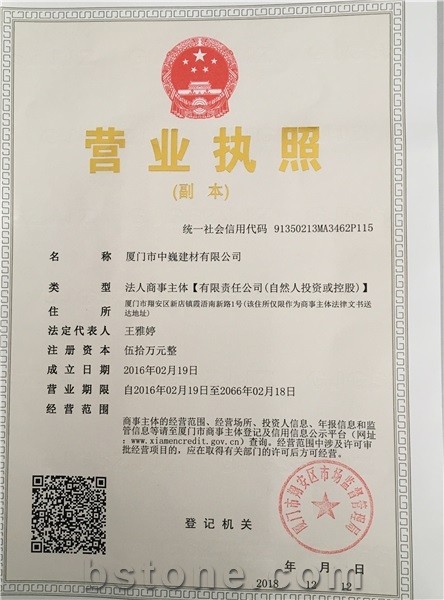 营业执照
(副本)
统一社会信用代码 91350213MA3462P115
名 称 厦门市中巍建材有限公司
类 型 法人商事主体【有限责任公司(自然人投资或控股)】
住 所 厦门市翔安区新店镇霞浯南新路1号(该住所仅限作为商事主体法律文书送
达地址)
法定代表人 王雅婷
注册资本 伍拾万元整
成立日期 2016年02月19日
营业期限 自2016年02月19日至2066年02月18日
经营范围
商事主体的经营范围、经营场所、投资人信息、年报信息和监
管信息等请至厦门市商事主体登记及信用信息公示平台（网址
：www.xiamencredit.gov.cn）查询。经营范围中涉及许可审
批经营项目的，应在取得有关部门的许可后方可经营。
厦门市翔安区市场监督管理局
登记机关
年 月 日
2018 12 12
bstone.com